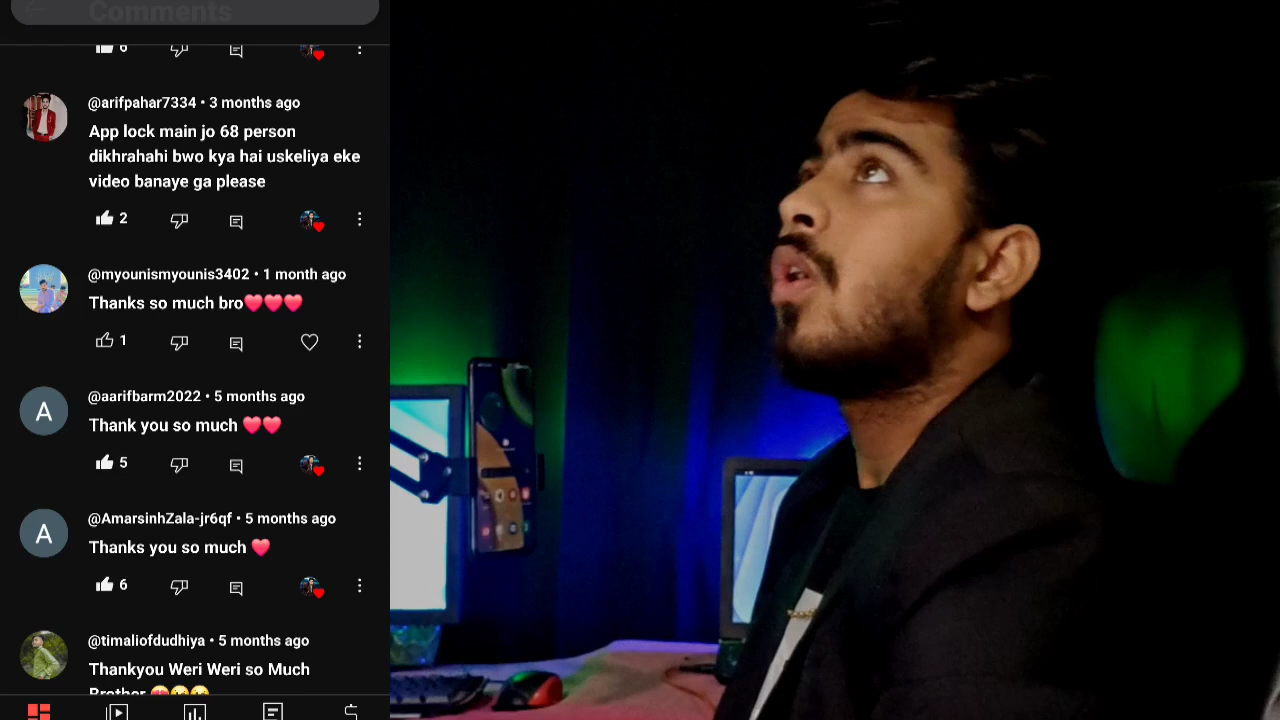 Comments
6
@arifpahar7334 • 3 months ago
App lock main jo 68 person
dikhrahahi bwo kya hai uskeliya eke
video banaye ga please
2
@myounismyounis3402 • 1 month ago
Thanks so much bro❤️❤️❤️
1
A
@aarifbarm2022 • 5 months ago
Thank you so much ❤️❤️
5
A
@AmarsinhZala-jr6qf • 5 months ago
Thanks you so much ❤️
6
@timaliofdudhiya • 5 months ago
Thankyou Weri Weri so Much
Brother